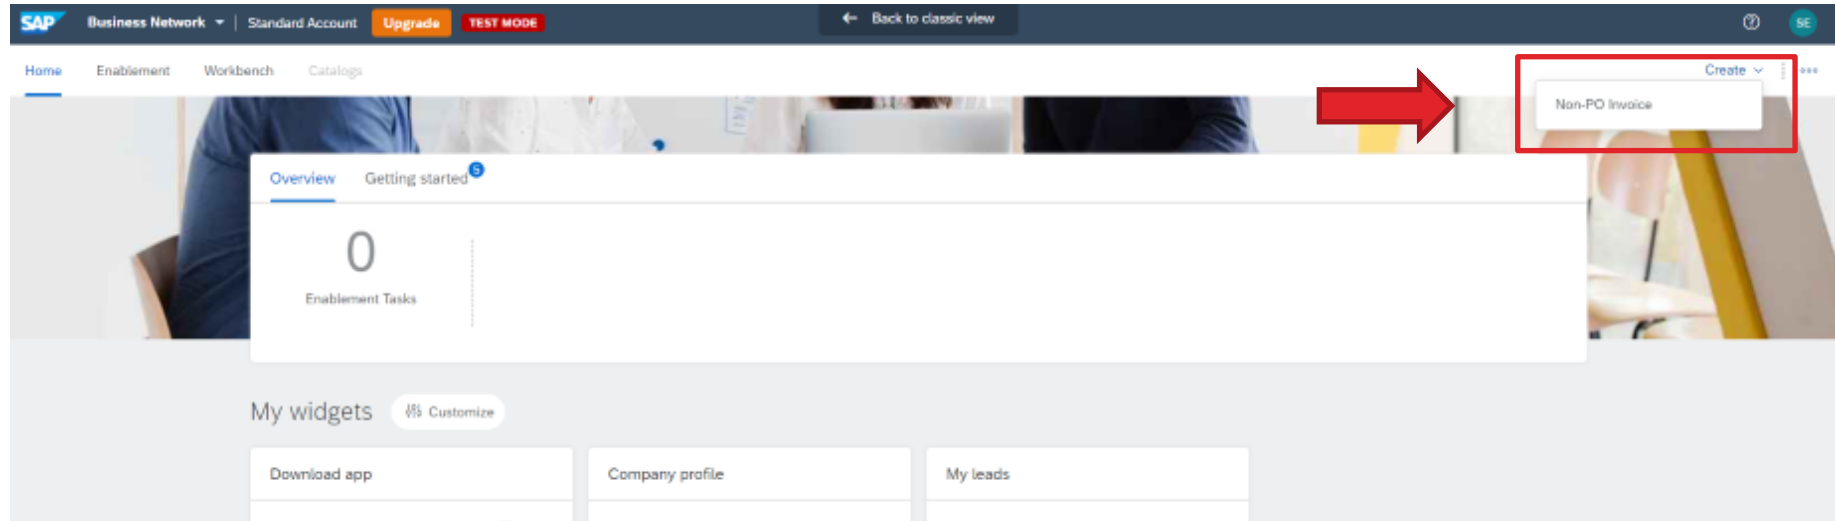 SAP Business Network Standard Account Upgrade TEST MODE Back to classic view SE
Home Enablement Workbench Catalogs Create
Non-PO Invoice
Overview Getting started 5
0
Enablement Tasks
My widgets Customize
Download app Company profile My leads